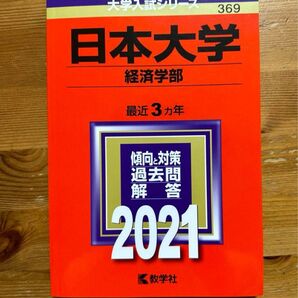 大学入試シリーズ
369
日本大学
経済学部
最近3カ年
傾向と対策
過去問
解答
2021
教学社